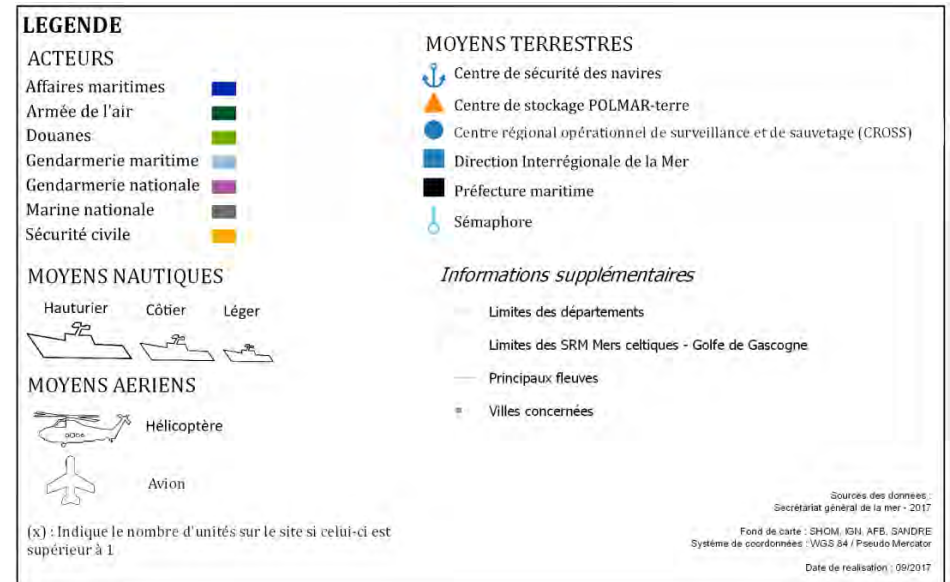 LEGENDE
ACTEURS
Affaires maritimes
Armée de l'air
Douanes
Gendarmerie maritime
Gendarmerie nationale
Marine nationale
Sécurité civile
MOYENS NAUTIQUES
Hauturier Côtier Léger
MOYENS AERIENS
Hélicoptère
Avion
(x) : Indique le nombre d'unités sur le site si celui-ci est
supérieur à 1
MOYENS TERRESTRES
Centre de sécurité des navires
Centre de stockage POLMAR-terre
Centre régional opérationnel de surveillance et de sauvetage (CROSS)
Direction Interrégionale de la Mer
Préfecture maritime
Sémaphore
Informations supplémentaires
Limites des départements
Limites des SRM Mers celtiques - Golfe de Gascogne
Principaux fleuves
Villes concernées
Sources des données :
Secrétariat général de la mer - 2017
Fond de carte : SHOM, IGN, AFB, SANDRE
Système de coordonnées : WGS 84 / Pseudo Mercator
Date de réalisation : 09/2017